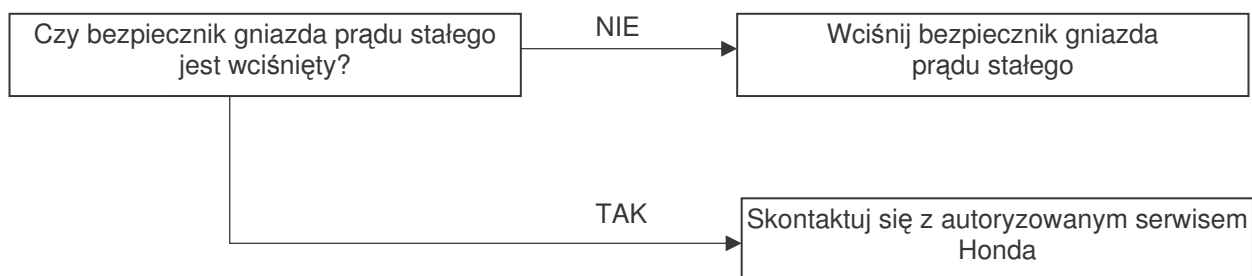 Czy bezpiecznik gniazda prądu stałego
jest wciśnięty?
NIE
Wciśnij bezpiecznik gniazda
prądu stałego
TAK
Skontaktuj się z autoryzowanym serwisem
Honda